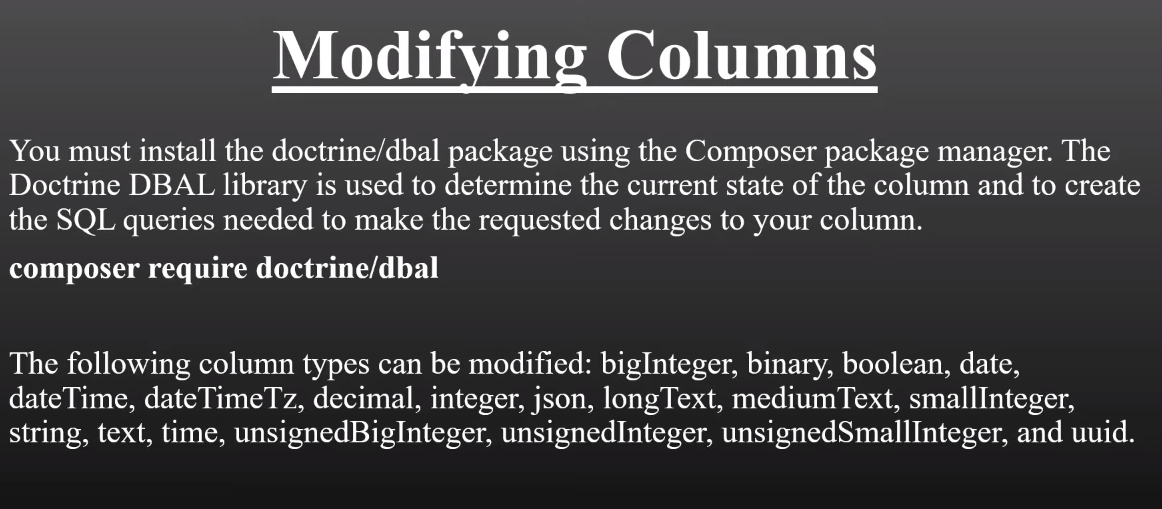 Modifying Columns
You must install the doctrine/dbal package using the Composer package manager. The
Doctrine DBAL library is used to determine the current state of the column and to create
the SQL queries needed to make the requested changes to your column.
composer require doctrine/dbal
The following column types can be modified: bigInteger, binary, boolean, date,
dateTime, dateTimeTz, decimal, integer, json, longText, mediumText, smallInteger,
string, text, time, unsignedBigInteger, unsignedInteger, unsignedSmallInteger, and uuid.